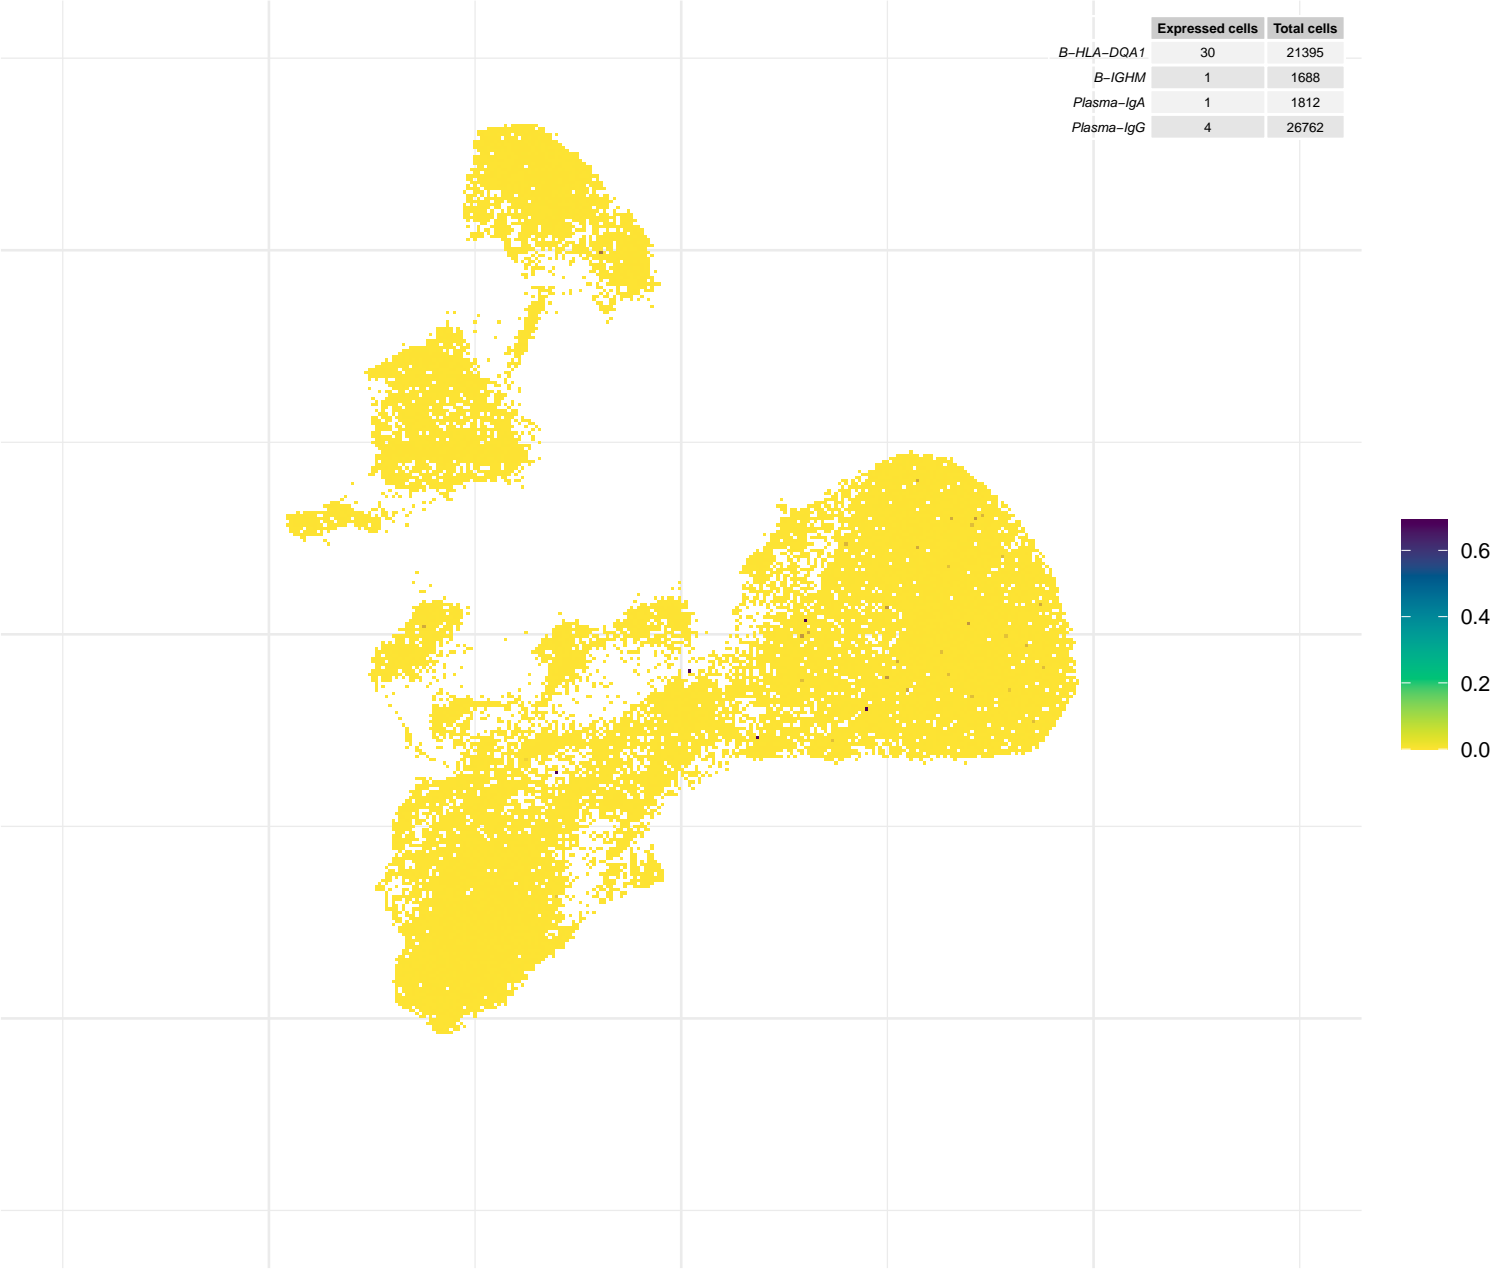 Expressed cells Total cells
B−HLA−DQA1 30 21395
B−IGHM 1 1688
Plasma−IgA 1 1812
Plasma−IgG 4 26762
0.6
0.4
0.2
0.0